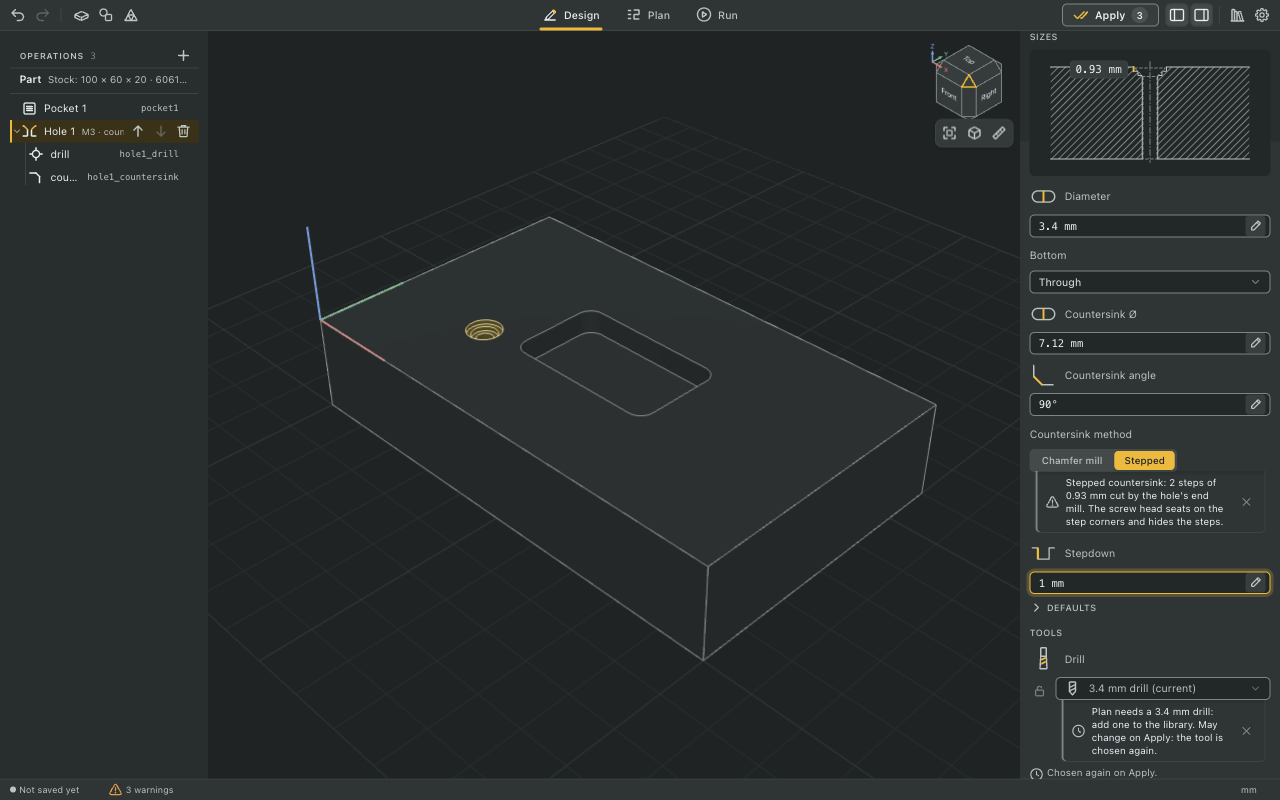 Design
Plan
Run
Apply 3
OPERATIONS 3
Part Stock: 100 × 60 × 20 · 6061...
Pocket 1 pocket1
Hole 1 M3 · coun
drill hole1_drill
cou... hole1_countersink
Z
Y
X
Top
Front
Right
SIZES
0.93 mm
Diameter
3.4 mm
Bottom
Through
Countersink Ø
7.12 mm
Countersink angle
90°
Countersink method
Chamfer mill Stepped
Stepped countersink: 2 steps of
0.93 mm cut by the hole's end
mill. The screw head seats on the
step corners and hides the steps.
Stepdown
1 mm
DEFAULTS
TOOLS
Drill
3.4 mm drill (current)
Plan needs a 3.4 mm drill:
add one to the library. May
change on Apply: the tool is
chosen again.
Chosen again on Apply.
Not saved yet
3 warnings
mm